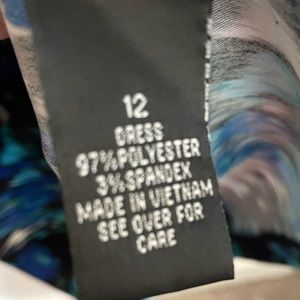 12
DRESS
97%POLYESTER
3%SPANDEX
MADE IN VIETNAM
SEE OVER FOR
CARE